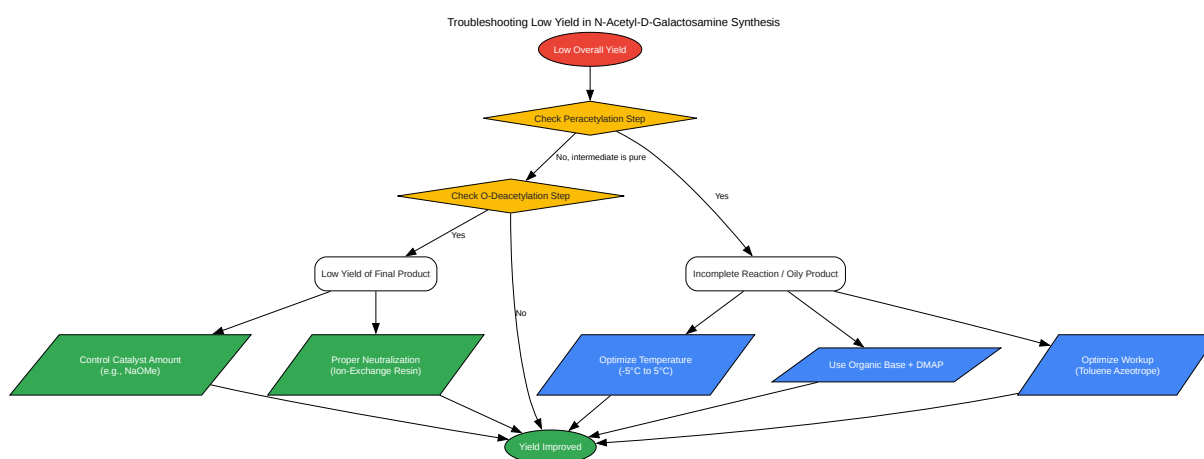 Troubleshooting Low Yield in N-Acetyl-D-Galactosamine Synthesis
Low Overall Yield
Check Peracetylation Step
No, intermediate is pure
Check O-Deacetylation Step
Yes
Yes
Low Yield of Final Product
Incomplete Reaction / Oily Product
No
Control Catalyst Amount
(e.g., NaOMe)
Proper Neutralization
(Ion-Exchange Resin)
Optimize Temperature
(-5°C to 5°C)
Use Organic Base + DMAP
Optimize Workup
(Toluene Azeotrope)
Yield Improved